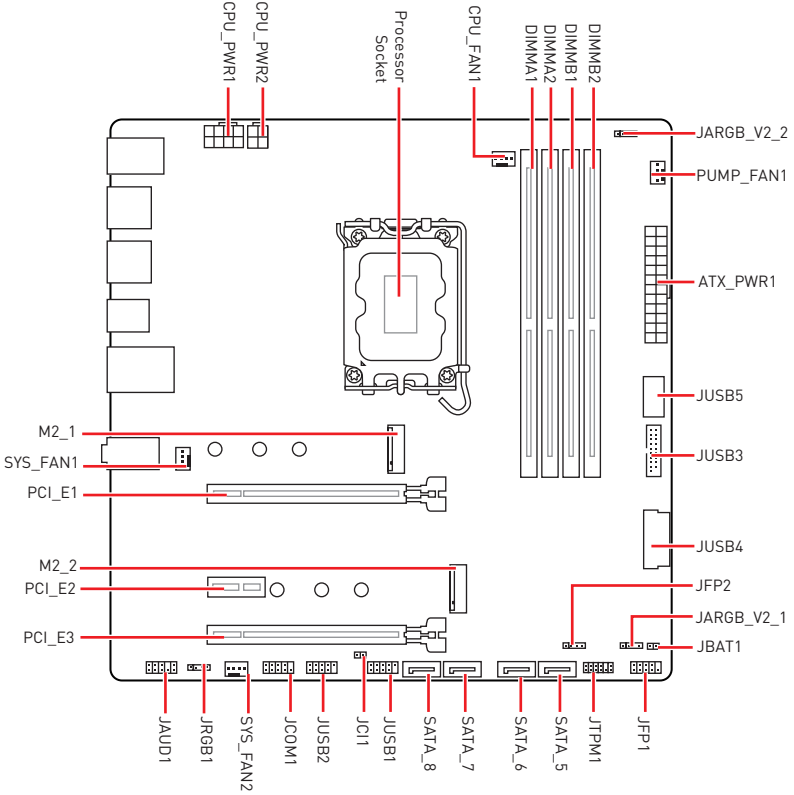 CPU_PWR1
CPU_PWR2
Processor
Socket
CPU_FAN1
DIMMA1
DIMMA2
DIMMB1
DIMMB2
JARGB_V2_2
PUMP_FAN1
ATX_PWR1
JUSB5
JUSB3
JUSB4
JFP2
JARGB_V2_1
JBAT1
M2_1
SYS_FAN1
PCI_E1
M2_2
PCI_E2
PCI_E3
JAUD1
JRGB1
SYS_FAN2
JCOM1
JUSB2
JCI1
JUSB1
SATA_8
SATA_7
SATA_6
SATA_5
JTPM1
JFP1